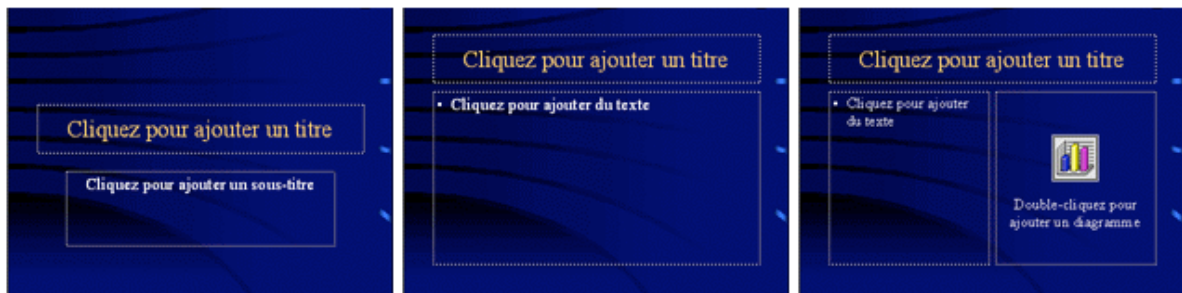 Cliquez pour ajouter un titre
Cliquez pour ajouter un sous-titre
Cliquez pour ajouter un titre
• Cliquez pour ajouter du texte
Cliquez pour ajouter un titre
• Cliquez pour ajouter
du texte
Double-cliquez pour
ajouter un diagramme